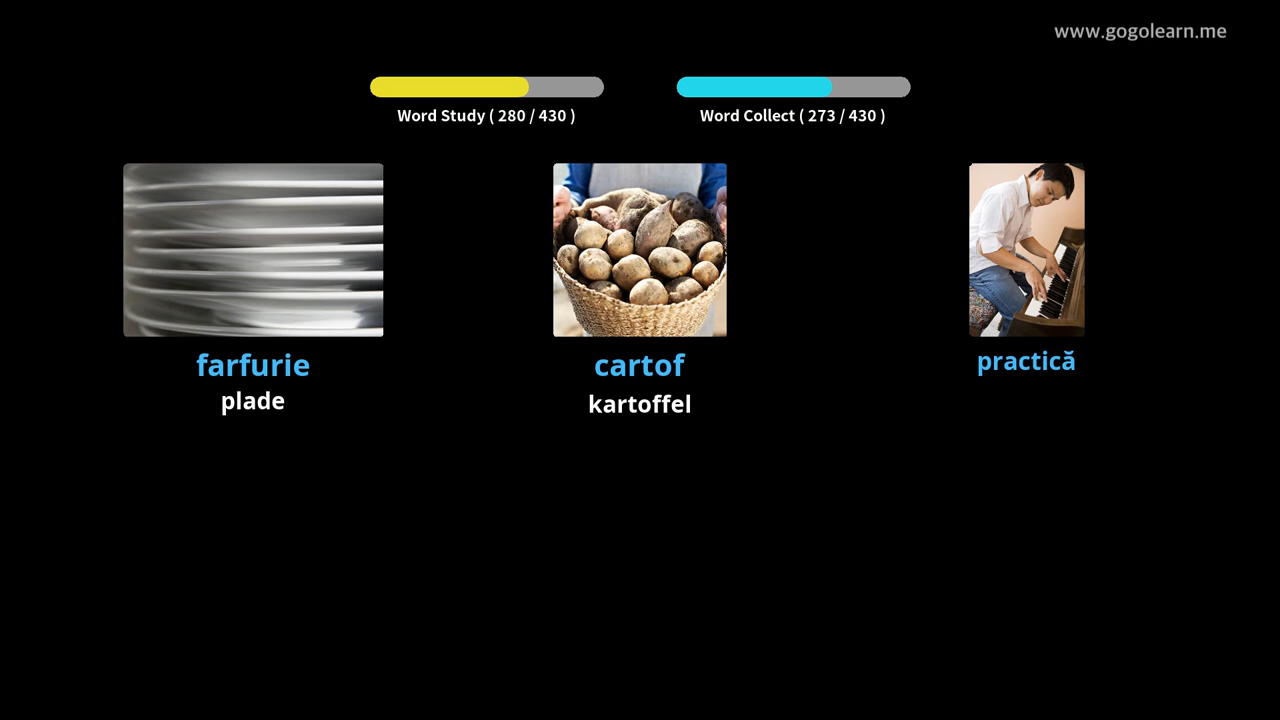 www.gogolearn.me
Word Study ( 280 / 430 )
Word Collect ( 273 / 430 )
farfurie
plade
cartof
kartoffel
practică